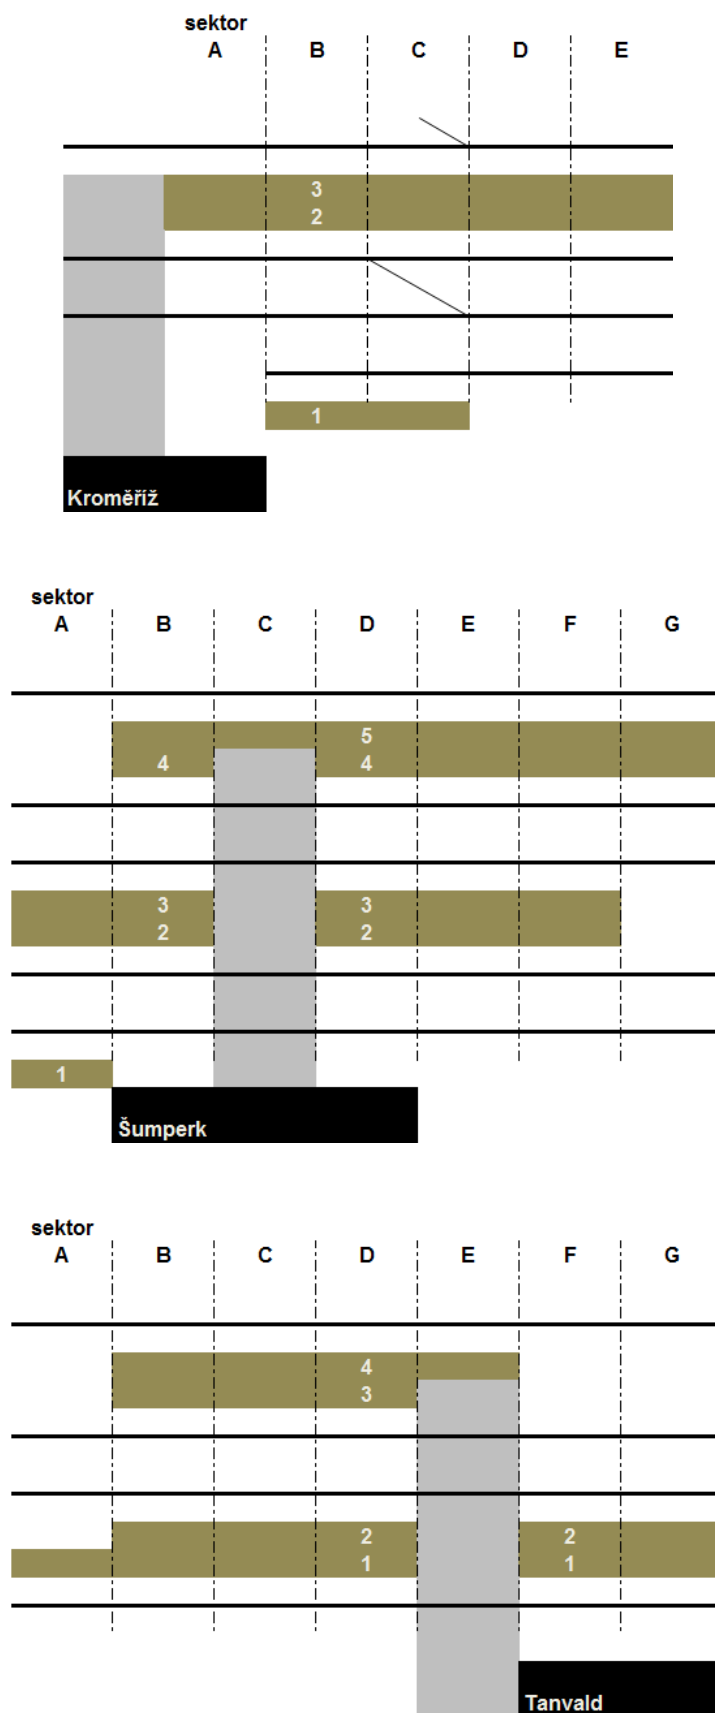 sektor
A B C D E
3
2
1
Kroměříž
sektor
A B C D E F G
5
4 4
3 3
2 2
1
Šumperk
sektor
A B C D E F G
4
3
2 2
1 1
Tanvald